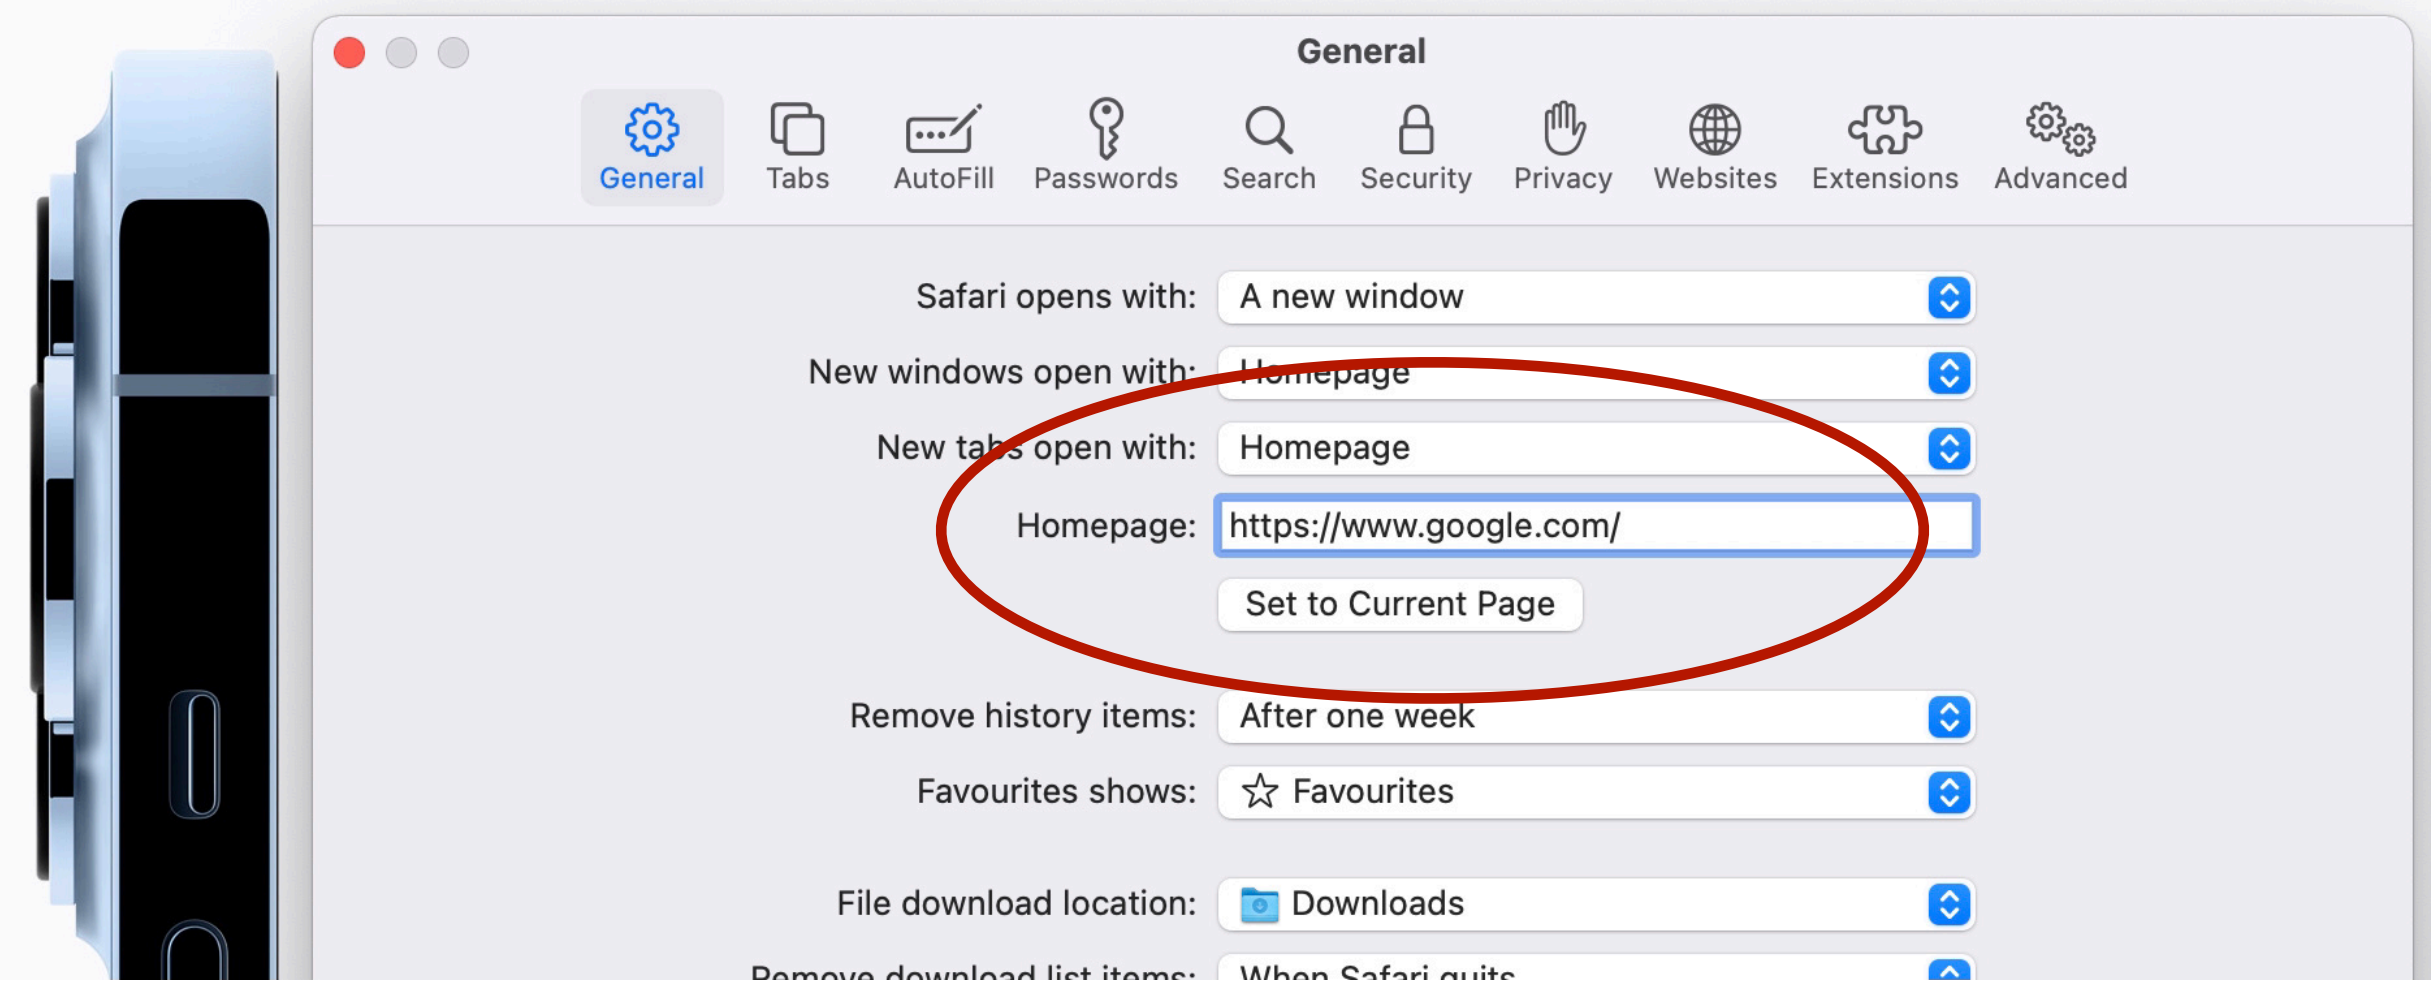 General
General Tabs AutoFill Passwords Search Security Privacy Websites Extensions Advanced
Safari opens with: A new window
New windows open with: Homepage
New tabs open with: Homepage
Homepage: https://www.google.com/
Set to Current Page
Remove history items: After one week
Favourites shows: Favourites
File download location: Downloads
Remove download list items: When Safari quits